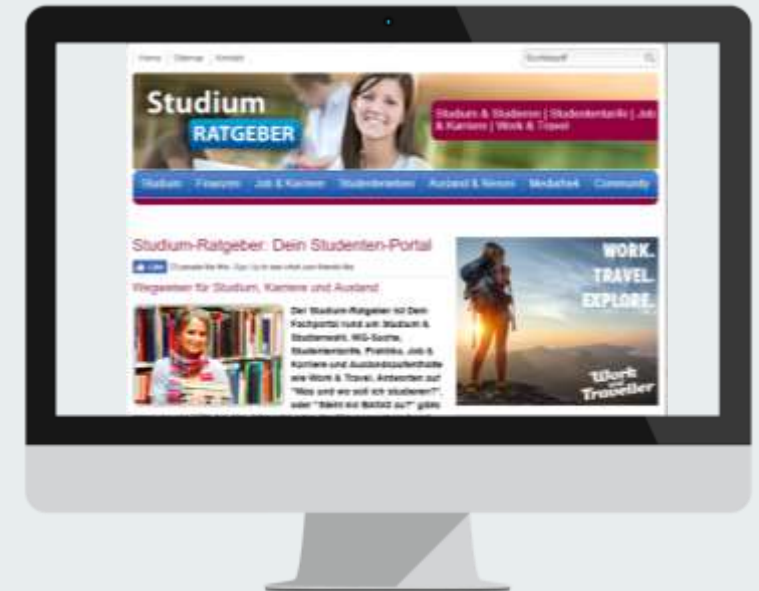 Home Sitemap Kontakt
Suchbegriff
Studium
RATGEBER
Studium & Studieren | Studententarife | Job
& Karriere | Work & Travel
Studium Finanzen Job & Karriere Studentenleben Ausland & Reisen Mediathek Community
Studium-Ratgeber: Dein Studenten-Portal
Like
Wegweiser für Studium, Karriere und Ausland
Der Studium-Ratgeber ist Dein
Fachportal rund um Studium &
Studienwahl, WG-Suche,
Studententarife, Praktika, Job &
Karriere und Auslandsaufenthalte
wie Work & Travel. Antworten auf
"Was und wo soll ich studieren?",
oder "Steht mir BAföG zu?" gibts
WORK.
TRAVEL.
EXPLORE.
Work
and
Traveller